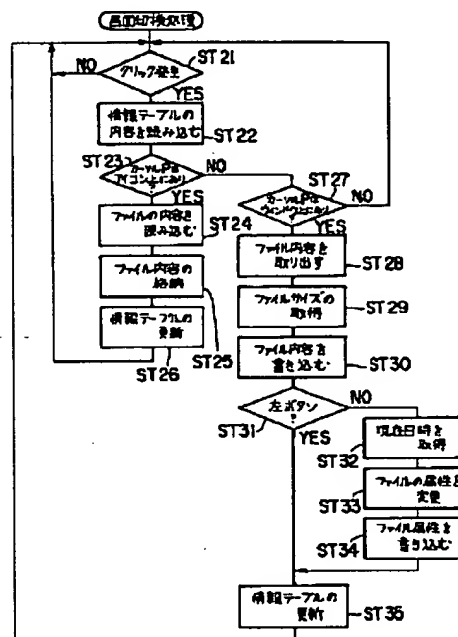 画面切換処理
ST21
NO
クリック発生
YES
情報テーブルの
内容を読み込む
ST22
ST23
カーソルPは
アイコン上にあり
?
NO
YES
ST27
カーソルPは
ウィンドウ上にあり
?
NO
YES
ファイルの内容を
読み込む
ST24
ファイル内容を
取り出す
ST28
ファイル内容の
格納
ST25
ファイルサイズの
取得
ST29
情報テーブルの
更新
ST26
ファイル内容を
書き込む
ST30
左ボタン
?
NO
ST31
YES
現在日時を
取得
ST32
ファイルの属性を
変更
ST33
ファイル属性を
書き込む
ST34
情報テーブルの
更新
ST35